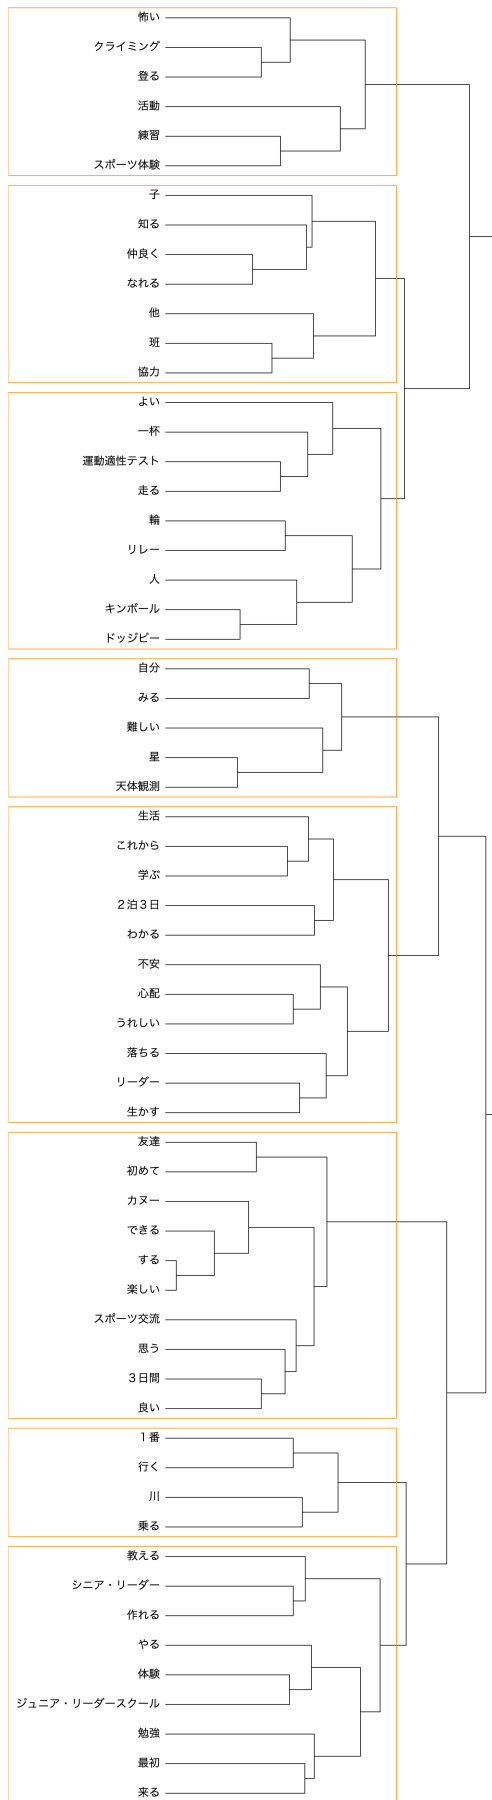 怖い
クライミング
登る
活動
練習
スポーツ体験
子
知る
仲良く
なれる
他
班
協力
よい
一杯
運動適性テスト
走る
輪
リレー
人
キンボール
ドッジビー
自分
みる
難しい
星
天体観測
生活
これから
学ぶ
２泊３日
わかる
不安
心配
うれしい
落ちる
リーダー
生かす
友達
初めて
カヌー
できる
する
楽しい
スポーツ交流
思う
３日間
良い
１番
行く
川
乗る
教える
シニア・リーダー
作れる
やる
体験
ジュニア・リーダースクール
勉強
最初
来る